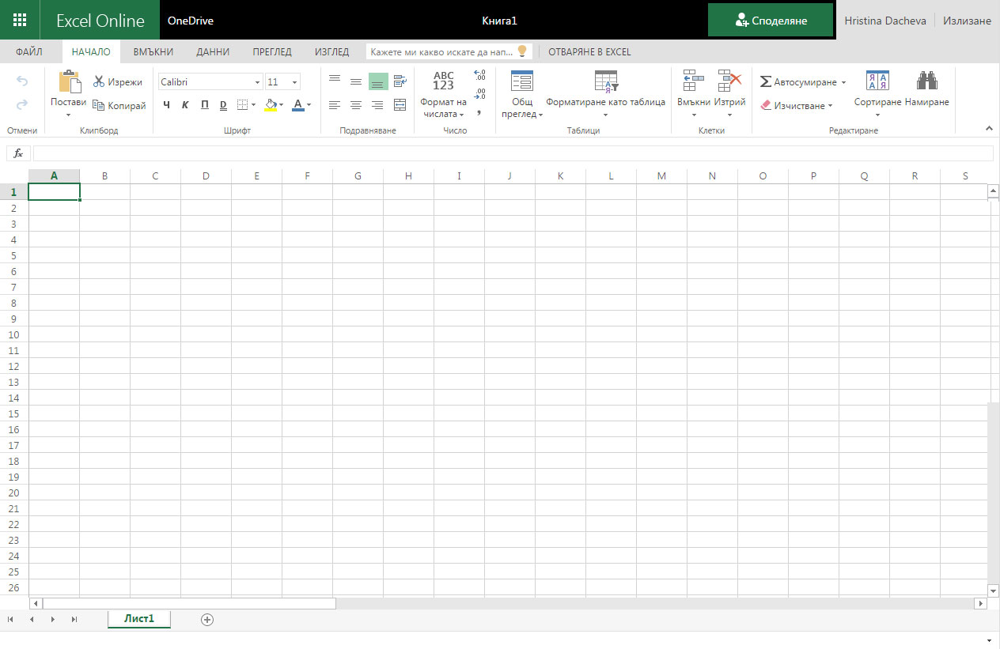 Excel Online OneDrive Книга1 Споделяне Hristina Dacheva Излизане
ФАЙЛ НАЧАЛО ВМЪКНИ ДАННИ ПРЕГЛЕД ИЗГЛЕД Кажете ми какво искате да нап... ОТВАРЯНЕ В EXCEL
Постави Изрежи Копирай
Calibri 11
Ч К П D А
ABC
123
Формат на
числата
,00
,00
,0
Общ
преглед
Форматиране като таблица
Вмъкни Изтрий
Автосумиране
Изчистване
Сортиране Намиране
Отмени Клипборд Шрифт Подравняване Число Таблици Клетки Редактиране
fx
A B C D E F G H I J K L M N O P Q R S
1
2
3
4
5
6
7
8
9
10
11
12
13
14
15
16
17
18
19
20
21
22
23
24
25
26
Лист1